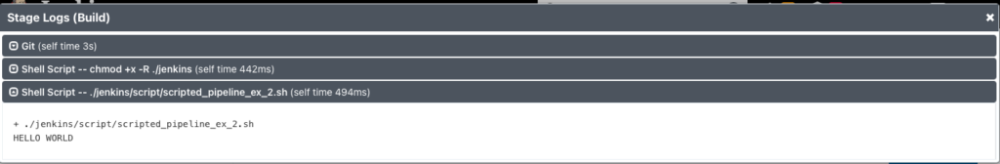 Stage Logs (Build)
Git (self time 3s)
Shell Script -- chmod +x -R ./jenkins (self time 442ms)
Shell Script -- ./jenkins/script/scripted_pipeline_ex_2.sh (self time 494ms)
+ ./jenkins/script/scripted_pipeline_ex_2.sh
HELLO WORLD